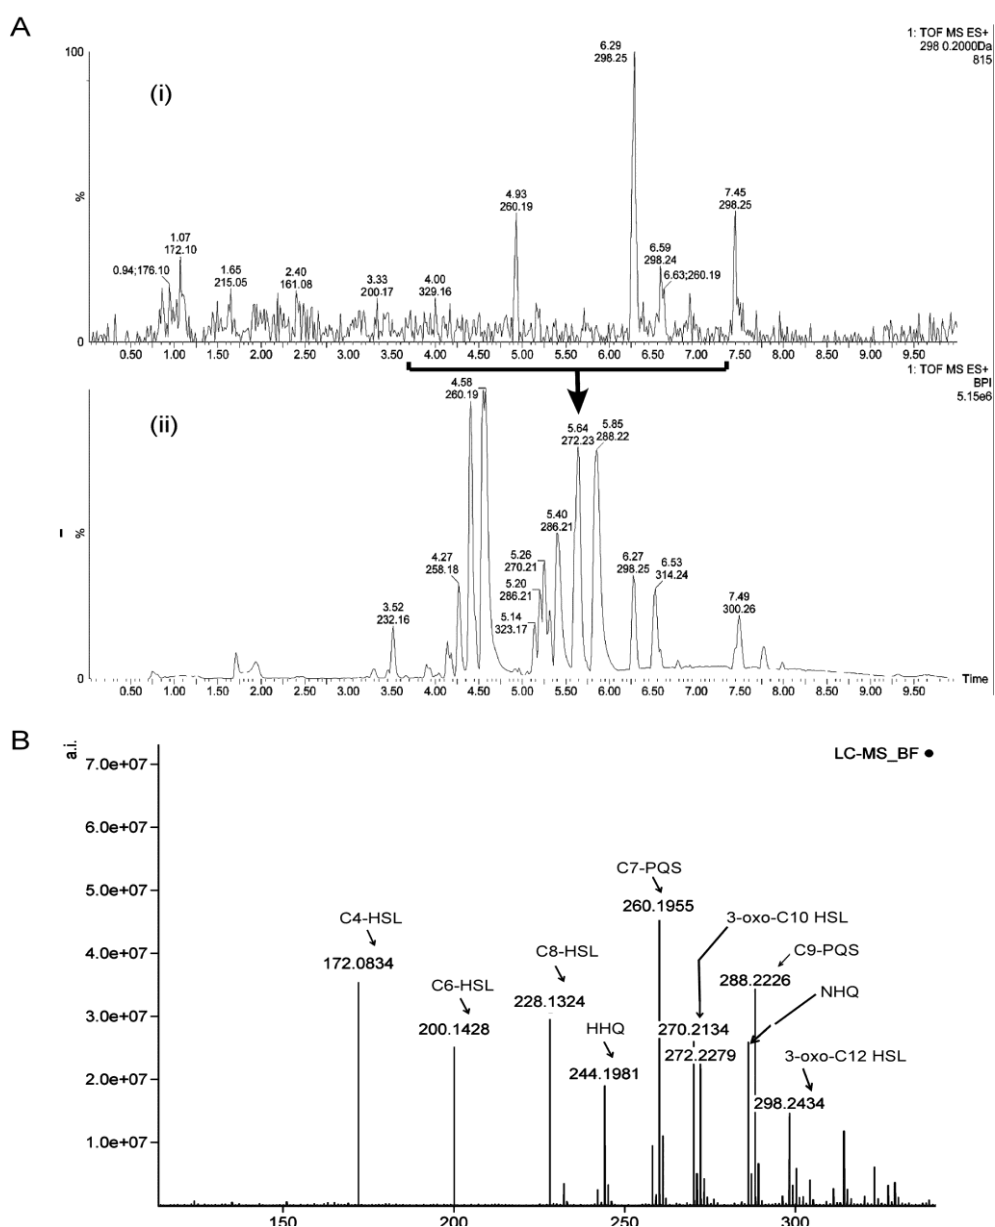 A
1: TOF MS ES+
298 0.2000Da
815
100
(i)
%
0
6.29
298.25
4.93
260.19
7.45
298.25
1.07
172.10
0.94;176.10
1.65
215.05
2.40
161.08
3.33
200.17
4.00
329.16
6.59
298.24
6.63;260.19
0.50 1.00 1.50 2.00 2.50 3.00 3.50 4.00 4.50 5.00 5.50 6.00 6.50 7.00 7.50 8.00 8.50 9.00 9.50
1: TOF MS ES+
BPI
5.15e6
(ii)
%
0
4.58
260.19
5.64
272.23
5.85
288.22
5.40
286.21
4.27
258.18
5.26
270.21
5.20
286.21
5.14
323.17
3.52
232.16
6.27
298.25
6.53
314.24
7.49
300.26
0.50 1.00 1.50 2.00 2.50 3.00 3.50 4.00 4.50 5.00 5.50 6.00 6.50 7.00 7.50 8.00 8.50 9.00 9.50
Time
B
a.i.
LC-MS_BF
7.0e+07
6.0e+07
5.0e+07
4.0e+07
3.0e+07
2.0e+07
1.0e+07
C4-HSL
172.0834
C6-HSL
200.1428
C8-HSL
228.1324
HHQ
244.1981
C7-PQS
260.1955
3-oxo-C10 HSL
270.2134
272.2279
C9-PQS
288.2226
NHQ
3-oxo-C12 HSL
298.2434
150 200 250 300